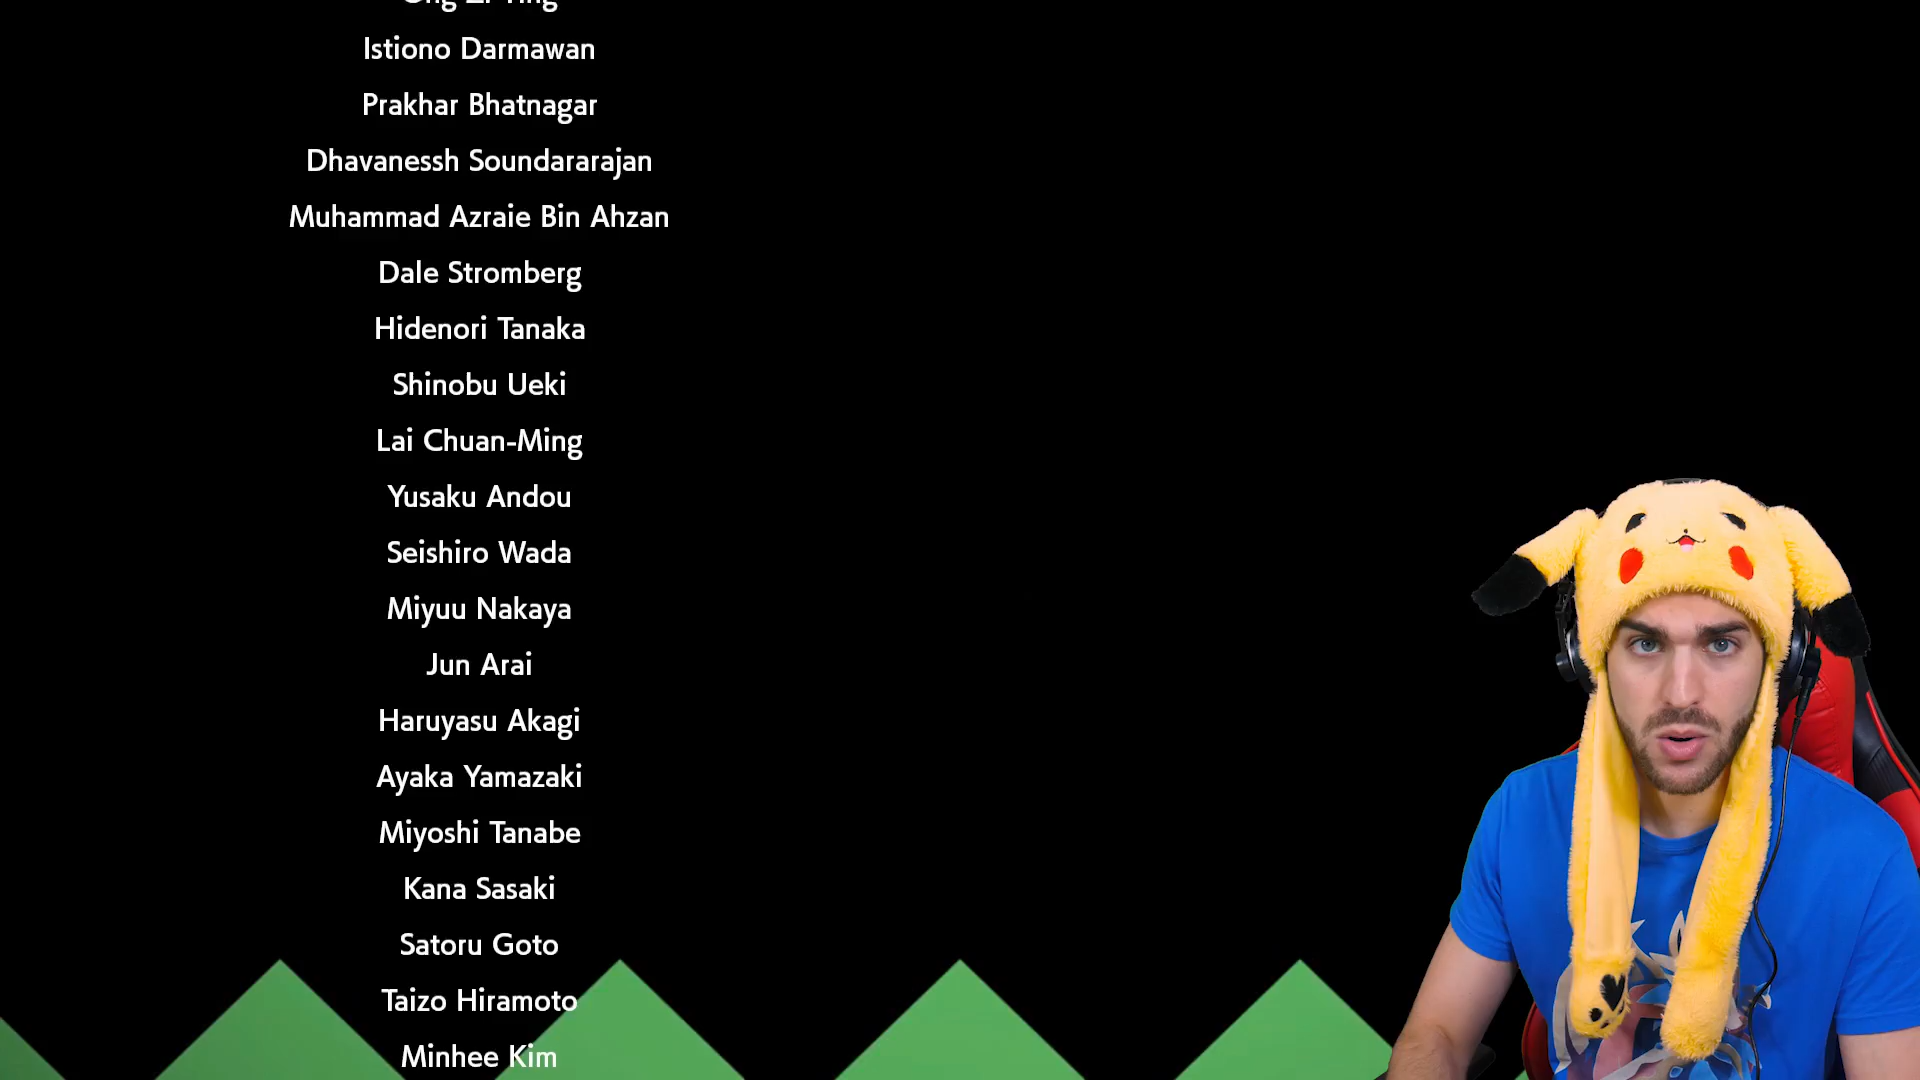 Istiono Darmawan
Prakhar Bhatnagar
Dhavanessh Soundararajan
Muhammad Azraie Bin Ahzan
Dale Stromberg
Hidenori Tanaka
Shinobu Ueki
Lai Chuan-Ming
Yusaku Andou
Seishiro Wada
Miyuu Nakaya
Jun Arai
Haruyasu Akagi
Ayaka Yamazaki
Miyoshi Tanabe
Kana Sasaki
Satoru Goto
Taizo Hiramoto
Minhee Kim